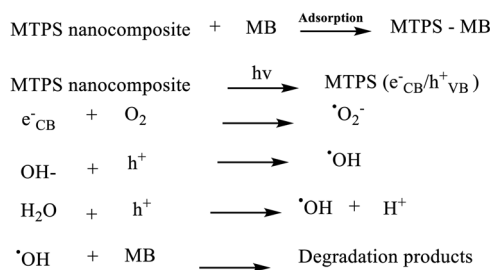 MTPS nanocomposite + MB Adsorption MTPS - MB
MTPS nanocomposite hv MTPS (e⁻CB/h⁺VB )
e⁻CB + O₂ •O₂⁻
OH- + h⁺ •OH
H₂O + h⁺ •OH + H⁺
•OH + MB Degradation products